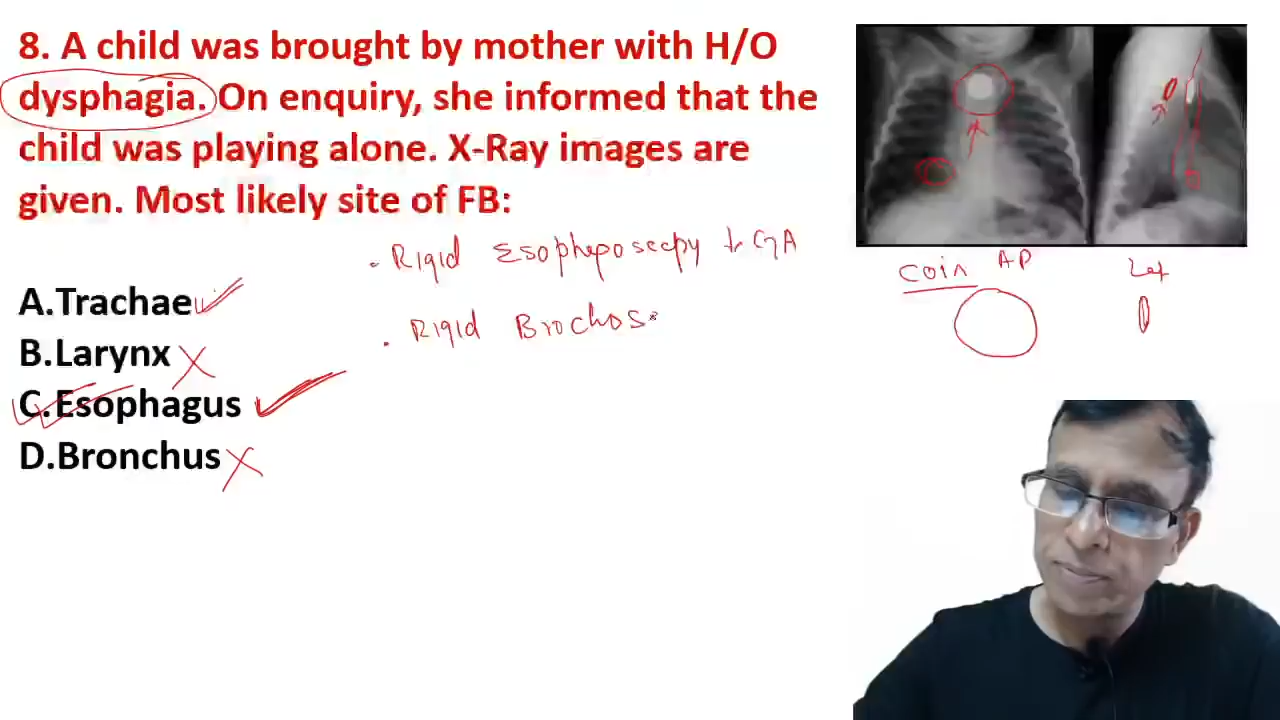 8. A child was brought by mother with H/O
dysphagia. On enquiry, she informed that the
child was playing alone. X-Ray images are
given. Most likely site of FB:
. Rigid Esopheposecpy + GA
coin AP Lat
A.Trachae
. Rigid Brochos
B.Larynx
C.Esophagus
D.Bronchus